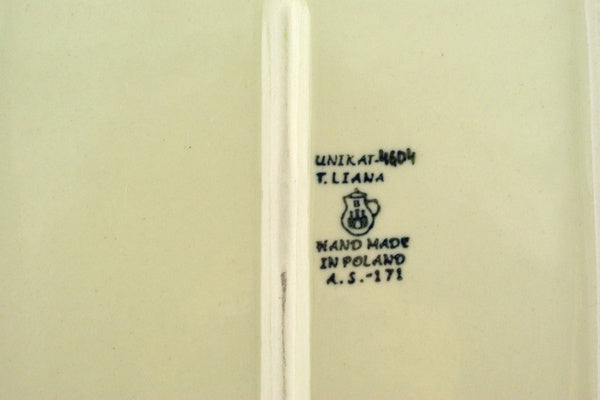 UNIKAT-4604
T. LIANA
B
HAND MADE
IN POLAND
A.S.-171